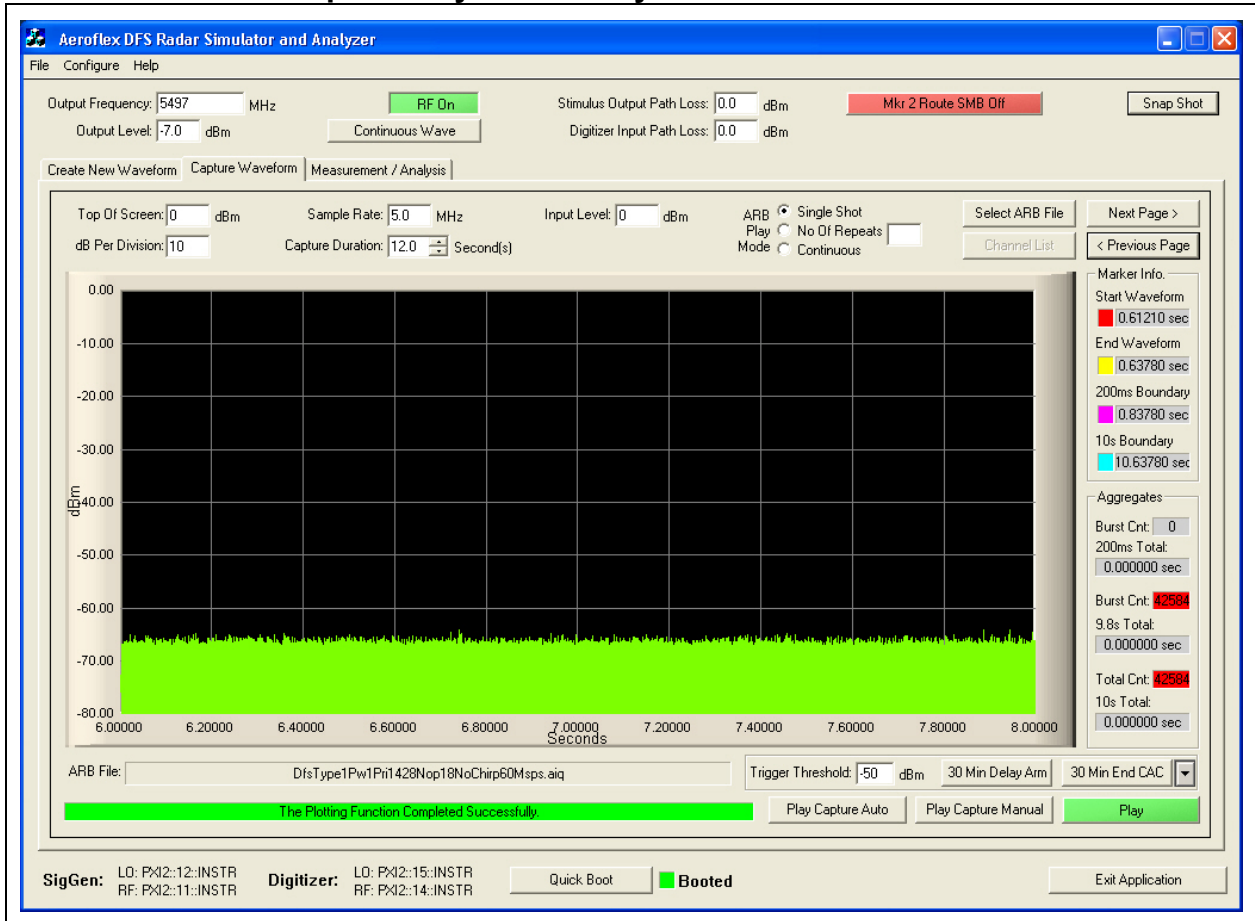 Aeroflex DFS Radar Simulator and Analyzer
File Configure Help
Output Frequency: 5497 MHz
RF On
Stimulus Output Path Loss: 0.0 dBm
Mkr 2 Route SMB Off
Snap Shot
Output Level: -7.0 dBm
Continuous Wave
Digitizer Input Path Loss: 0.0 dBm
Create New Waveform Capture Waveform Measurement / Analysis
Top Of Screen: 0 dBm
Sample Rate: 5.0 MHz
Input Level: 0 dBm
ARB Play Mode
Single Shot
No Of Repeats
Continuous
Select ARB File
Next Page >
dB Per Division: 10
Capture Duration: 12.0 Second(s)
Channel List
< Previous Page
Marker Info.
Start Waveform
0.61210 sec
End Waveform
0.63780 sec
200ms Boundary
0.83780 sec
10s Boundary
10.63780 sec
Aggregates
Burst Cnt: 0
200ms Total:
0.000000 sec
Burst Cnt: 42584
9.8s Total:
0.000000 sec
Total Cnt: 42584
10s Total:
0.000000 sec
0.00
-10.00
-20.00
-30.00
-40.00
-50.00
-60.00
-70.00
-80.00
dBm
6.00000 6.20000 6.40000 6.60000 6.80000 7.00000 7.20000 7.40000 7.60000 7.80000 8.00000
Seconds
ARB File: DfsType1Pw1Pri1428Nop18NoChirp60Msps.aiq
Trigger Threshold: -50 dBm
30 Min Delay Arm
30 Min End CAC
The Plotting Function Completed Successfully.
Play Capture Auto
Play Capture Manual
Play
SigGen: LO: PXI2::12::INSTR
RF: PXI2::11::INSTR
Digitizer: LO: PXI2::15::INSTR
RF: PXI2::14::INSTR
Quick Boot
Booted
Exit Application